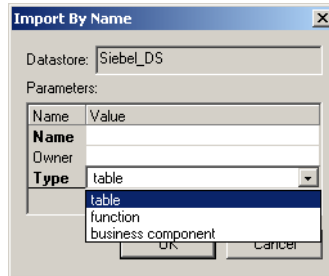 Import By Name
Datastore: Siebel_DS
Parameters:
Name Value
Name
Owner
Type table
table
function
business component
OK Cancel